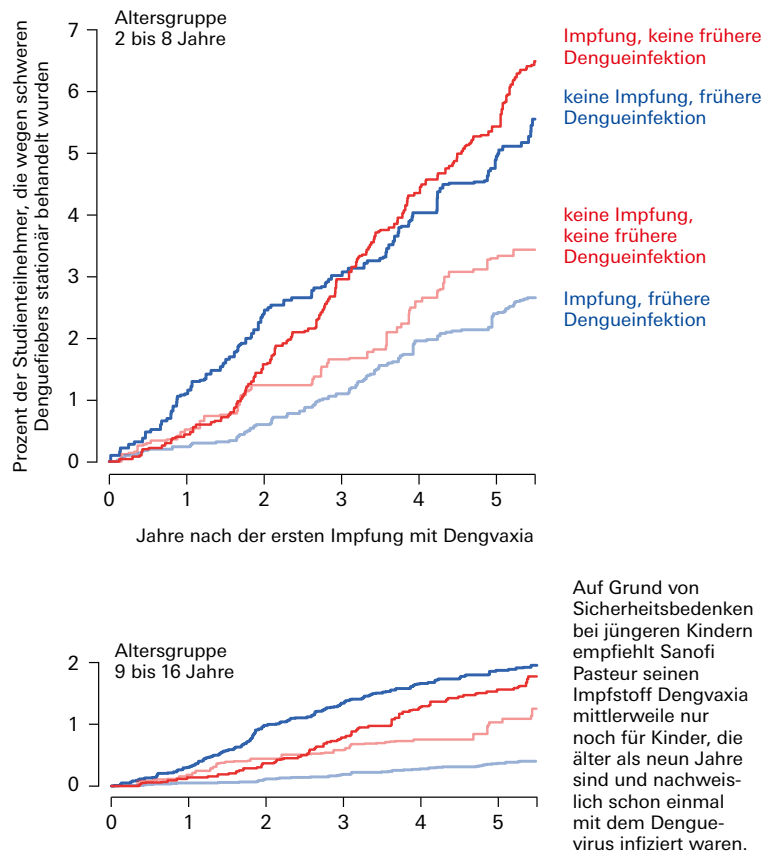 Altersgruppe
2 bis 8 Jahre
Prozent der Studienteilnehmer, die wegen schweren
Denguefiebers stationär behandelt wurden
7
6
5
4
3
2
1
0
0 1 2 3 4 5
Jahre nach der ersten Impfung mit Dengvaxia
Impfung, keine frühere
Dengueinfektion
keine Impfung, frühere
Dengueinfektion
keine Impfung,
keine frühere
Dengueinfektion
Impfung, frühere
Dengueinfektion
Altersgruppe
9 bis 16 Jahre
2
1
0
0 1 2 3 4 5
Auf Grund von
Sicherheitsbedenken
bei jüngeren Kindern
empfiehlt Sanofi
Pasteur seinen
Impfstoff Dengvaxia
mittlerweile nur
noch für Kinder, die
älter als neun Jahre
sind und nachweis-
lich schon einmal
mit dem Dengue-
virus infiziert waren.